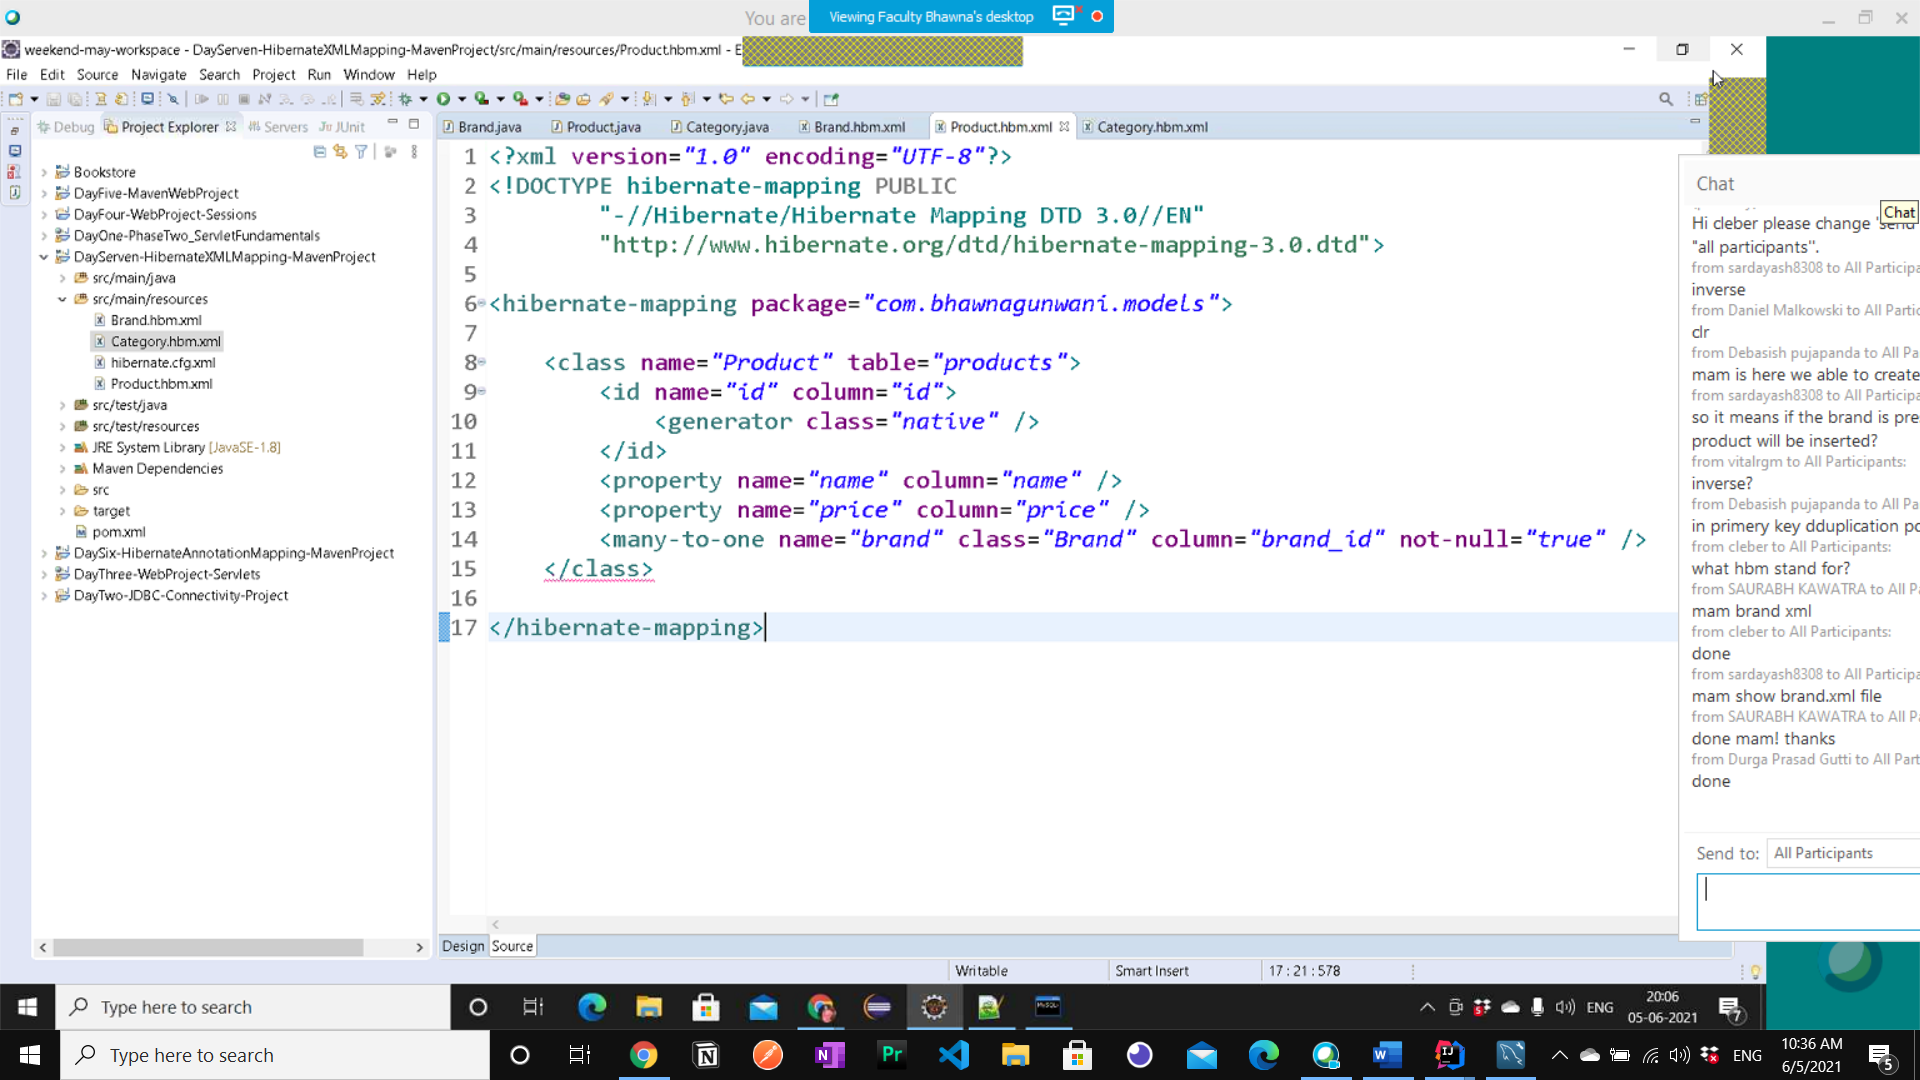 You are
Viewing Faculty Bhawna's desktop
weekend-may-workspace - DayServen-HibernateXMLMapping-MavenProject/src/main/resources/Product.hbm.xml - E
File Edit Source Navigate Search Project Run Window Help
Debug Project Explorer Servers JUnit
Brand.java Product.java Category.java Brand.hbm.xml Product.hbm.xml Category.hbm.xml
Bookstore
DayFive-MavenWebProject
DayFour-WebProject-Sessions
DayOne-PhaseTwo_ServletFundamentals
DayServen-HibernateXMLMapping-MavenProject
src/main/java
src/main/resources
Brand.hbm.xml
Category.hbm.xml
hibernate.cfg.xml
Product.hbm.xml
src/test/java
src/test/resources
JRE System Library [JavaSE-1.8]
Maven Dependencies
src
target
pom.xml
DaySix-HibernateAnnotationMapping-MavenProject
DayThree-WebProject-Servlets
DayTwo-JDBC-Connectivity-Project
1 <?xml version="1.0" encoding="UTF-8"?>
2 <!DOCTYPE hibernate-mapping PUBLIC
3 "-//Hibernate/Hibernate Mapping DTD 3.0//EN"
4 "http://www.hibernate.org/dtd/hibernate-mapping-3.0.dtd">
5
6 <hibernate-mapping package="com.bhawnagunwani.models">
7
8 <class name="Product" table="products">
9 <id name="id" column="id">
10 <generator class="native" />
11 </id>
12 <property name="name" column="name" />
13 <property name="price" column="price" />
14 <many-to-one name="brand" class="Brand" column="brand_id" not-null="true" />
15 </class>
16
17 </hibernate-mapping>
Design Source
Writable Smart Insert 17 : 21 : 578
Chat
Chat
Hi cleber please change "send
"all participants".
from sardayash8308 to All Participa
inverse
from Daniel Malkowski to All Partic
clr
from Debasish pujapanda to All Pa
mam is here we able to create
from sardayash8308 to All Participa
so it means if the brand is pre
product will be inserted?
from vitalrgm to All Participants:
inverse?
from Debasish pujapanda to All Pa
in primery key dduplication po
from cleber to All Participants:
what hbm stand for?
from SAURABH KAWATRA to All P
mam brand xml
from cleber to All Participants:
done
from sardayash8308 to All Participa
mam show brand.xml file
from SAURABH KAWATRA to All P
done mam! thanks
from Durga Prasad Gutti to All Part
done
Send to: All Participants
Type here to search
ENG
20:06
05-06-2021
7
Type here to search
ENG
10:36 AM
6/5/2021
5